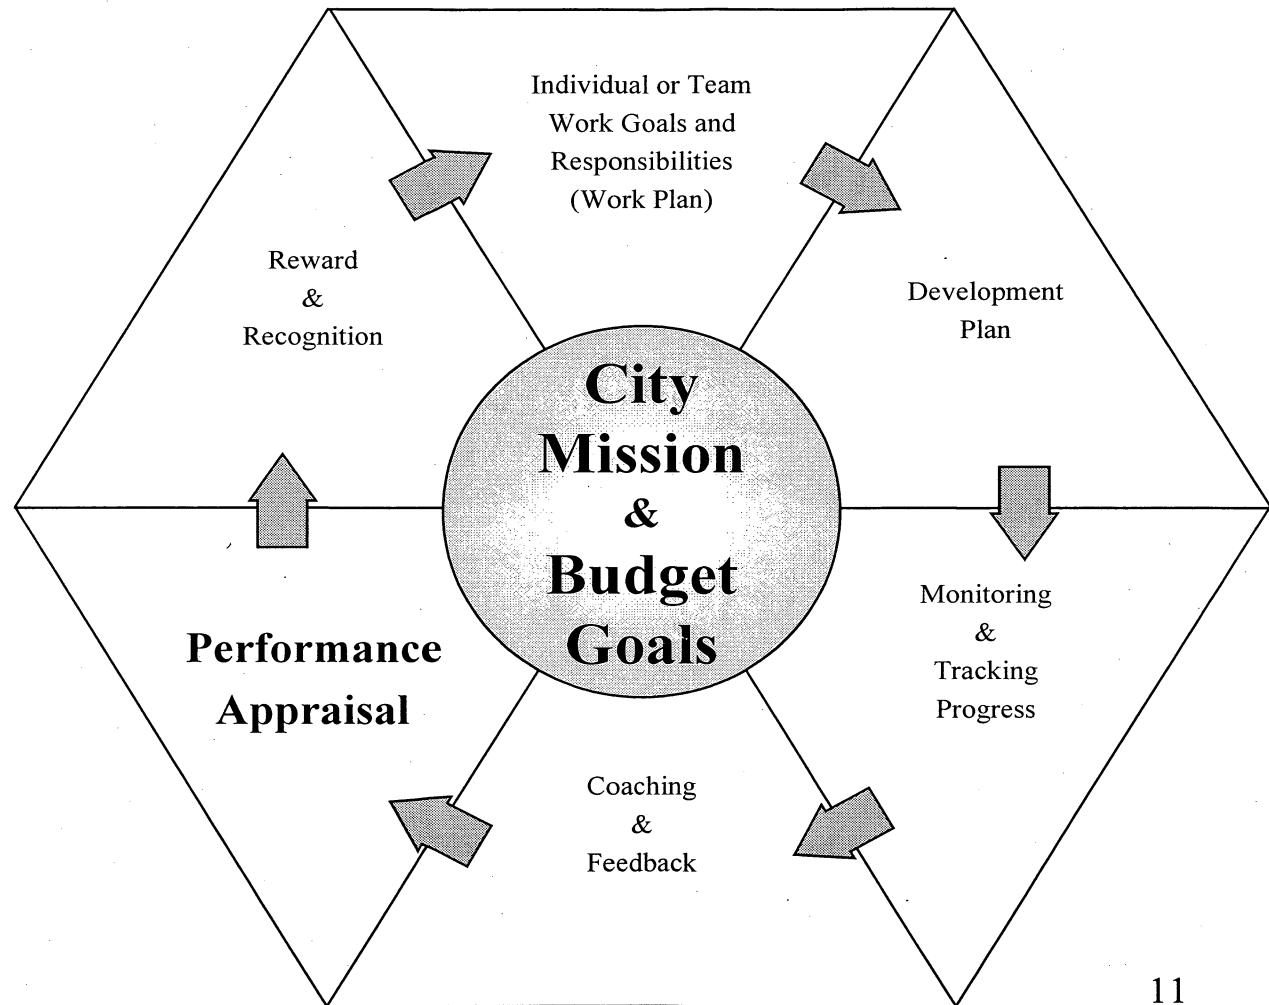 Individual or Team
Work Goals and
Responsibilities
(Work Plan)
Reward
&
Recognition
Development
Plan
City
Mission
&
Budget
Goals
Performance
Appraisal
Monitoring
&
Tracking
Progress
Coaching
&
Feedback
11